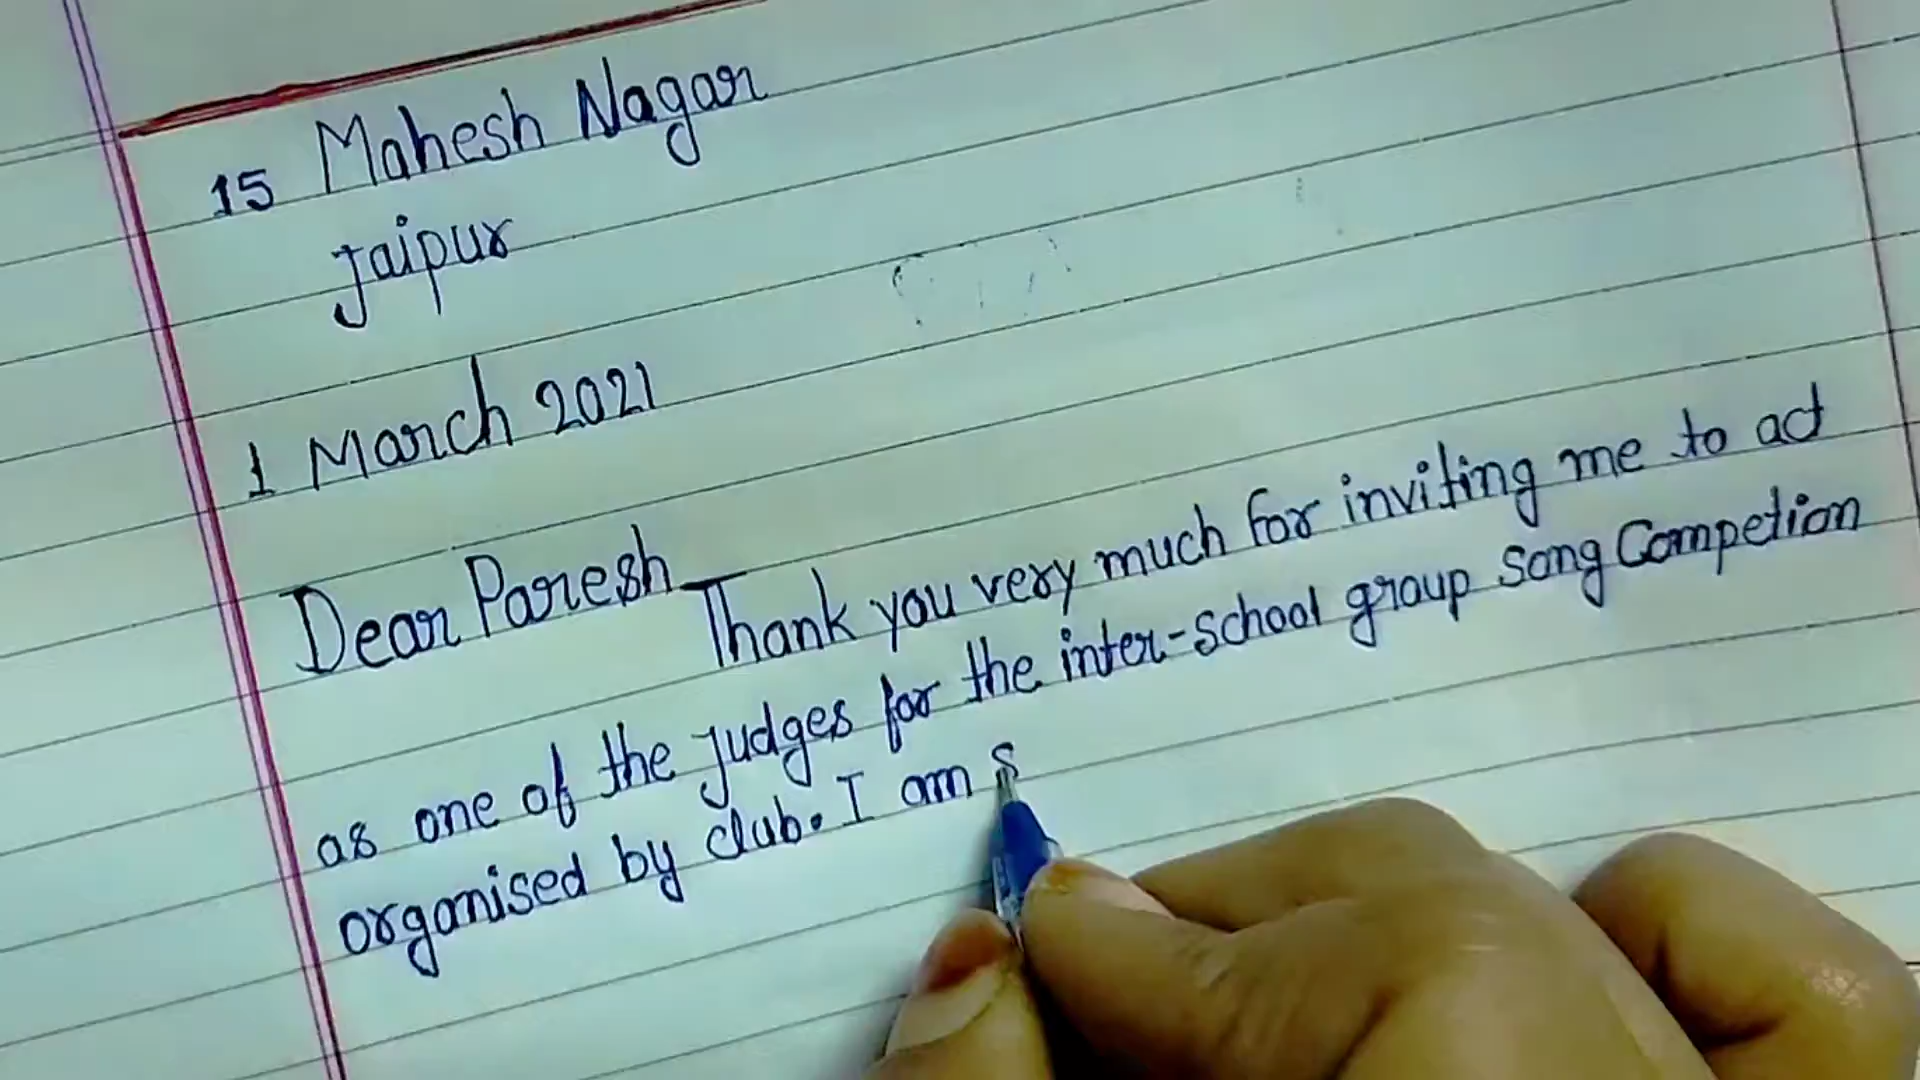 15 Mahesh Nagar
Jaipur
1 March 2021
Dear Paresh
Thank you very much for inviting me to act
as one of the judges for the inter-school group song Competion
organised by club. I am s